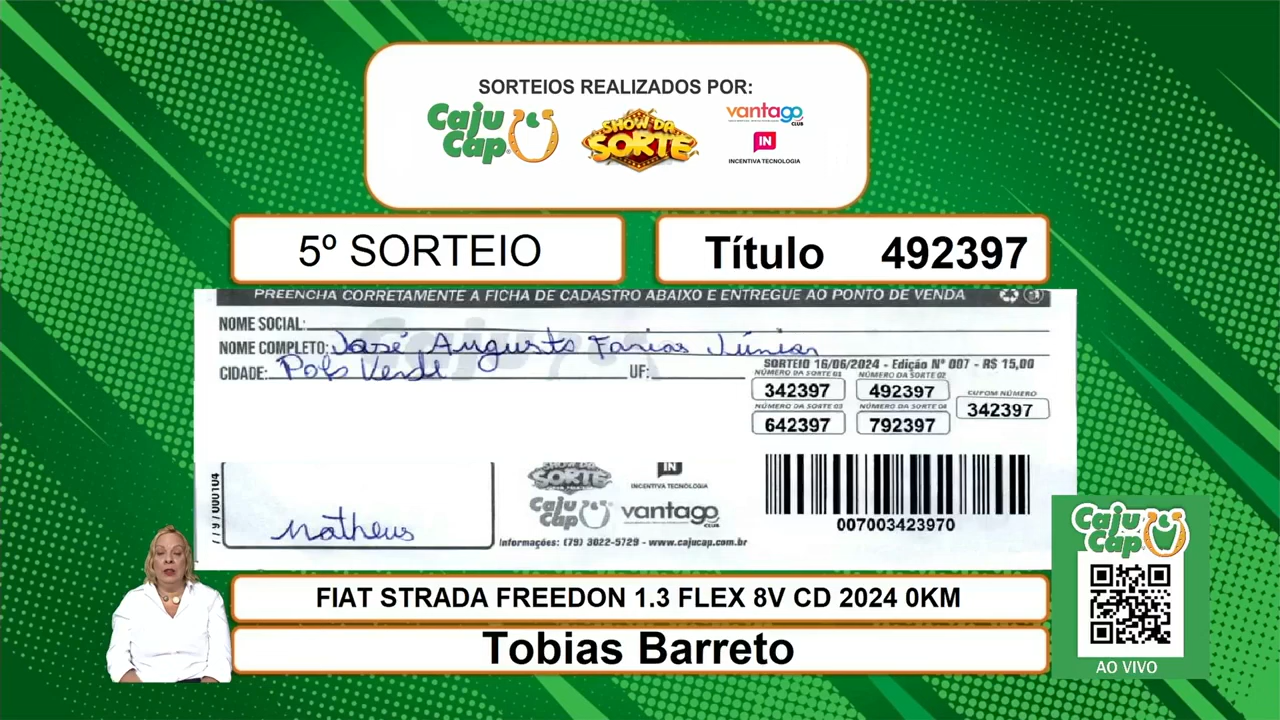 SORTEIOS REALIZADOS POR:
Caju Cap
SHOW DA SORTE
vantago
CLUB
IN
INCENTIVA TECNOLOGIA
5º SORTEIO
Título 492397
PREENCHA CORRETAMENTE A FICHA DE CADASTRO ABAIXO E ENTREGUE AO PONTO DE VENDA
NOME SOCIAL:
NOME COMPLETO: José Augusto Farias Júnior
CIDADE: Polo Verde UF:
SORTEIO 16/06/2024 - Edição Nº 007 - R$ 15,00
NÚMERO DA SORTE 01 NÚMERO DA SORTE 02
342397 492397
CUPOM NÚMERO
342397
NÚMERO DA SORTE 03 NÚMERO DA SORTE 04
642397 792397
Matheus
SHOW DA SORTE
IN
INCENTIVA TECNOLOGIA
Caju Cap
vantago
CLUB
Informações: (79) 3022-5729 - www.cajucap.com.br
007003423970
FIAT STRADA FREEDON 1.3 FLEX 8V CD 2024 0KM
Tobias Barreto
Caju Cap
AO VIVO